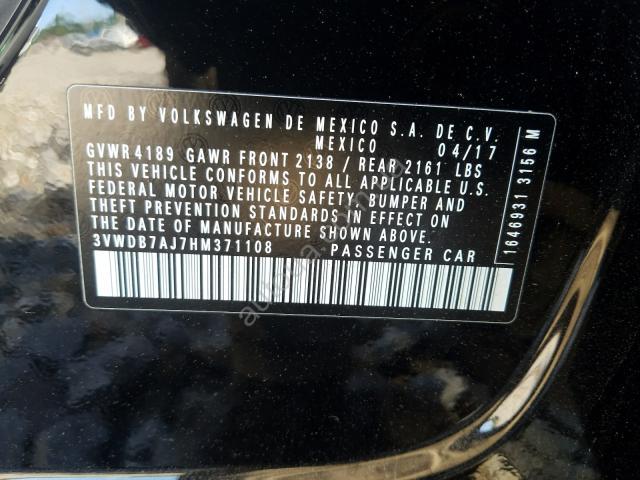 MFD BY VOLKSWAGEN DE MEXICO S.A. DE C.V.
MEXICO 04/17
GVWR 4189 GAWR FRONT 2138 / REAR 2161 LBS
THIS VEHICLE CONFORMS TO ALL APPLICABLE U.S.
FEDERAL MOTOR VEHICLE SAFETY, BUMPER AND
THEFT PREVENTION STANDARDS IN EFFECT ON
THE DATE OF MANUFACTURE SHOWN ABOVE.
3VWDB7AJ7HM371108 PASSENGER CAR
1646931 3156 M